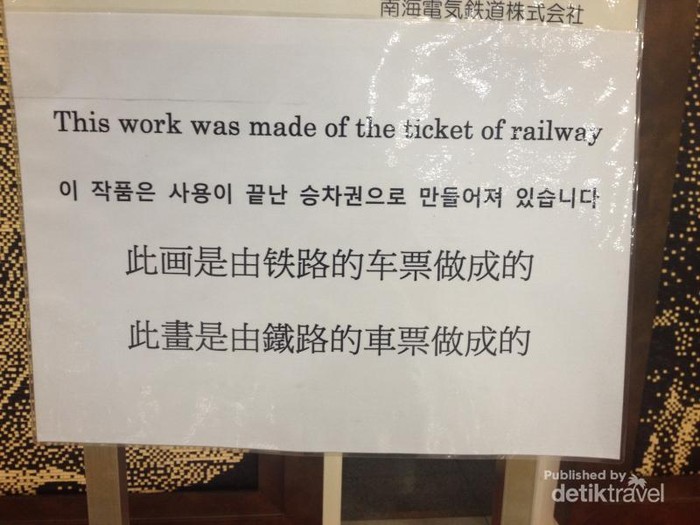 南海電気鉄道株式会社
This work was made of the ticket of railway
이 작품은 사용이 끝난 승차권으로 만들어져 있습니다
此画是由铁路的车票做成的
此畫是由鐵路的車票做成的
Published by
detiktravel